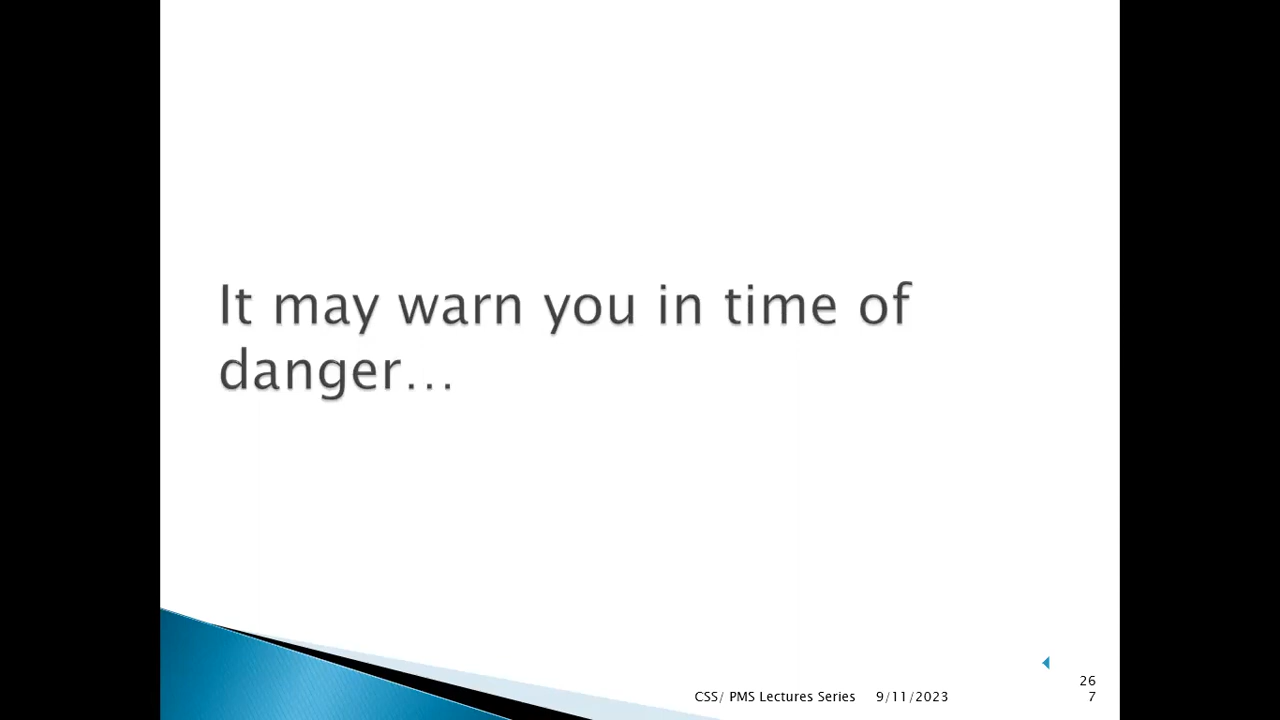 It may warn you in time of
danger…
CSS/ PMS Lectures Series 9/11/2023
26
7